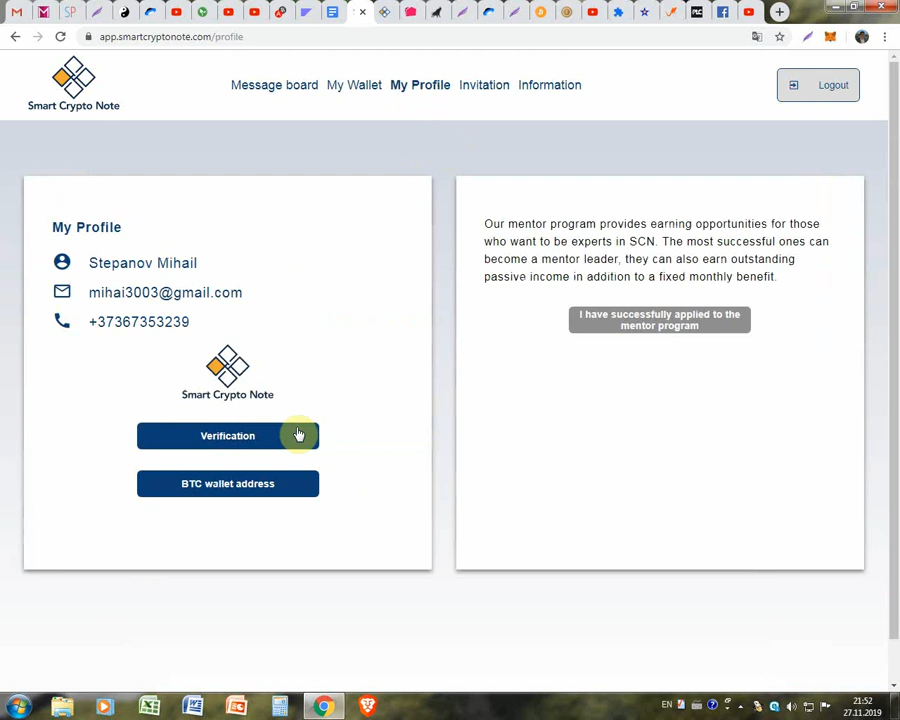 app.smartcryptonote.com/profile
Smart Crypto Note
Message board
My Wallet
My Profile
Invitation
Information
Logout
My Profile
Stepanov Mihail
mihai3003@gmail.com
+37367353239
Smart Crypto Note
Verification
BTC wallet address
Our mentor program provides earning opportunities for those
who want to be experts in SCN. The most successful ones can
become a mentor leader, they can also earn outstanding
passive income in addition to a fixed monthly benefit.
I have successfully applied to the
mentor program
EN
21:52
27.11.2019